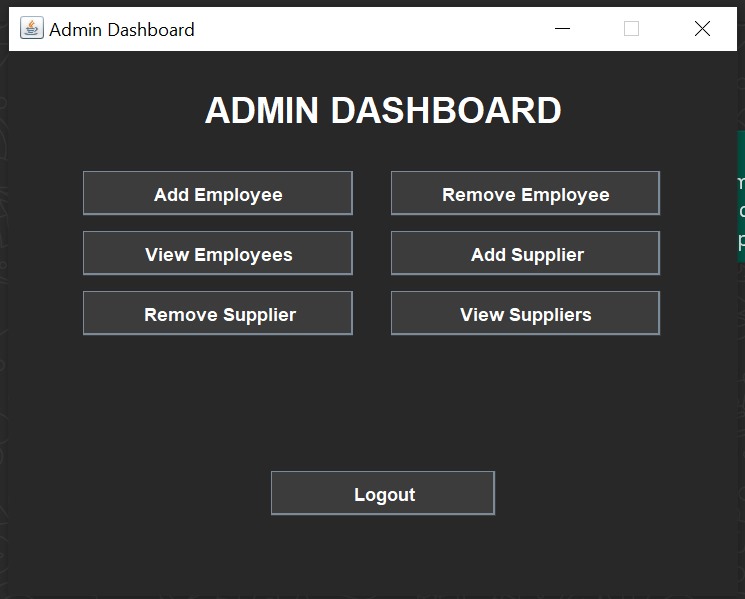 Admin Dashboard
ADMIN DASHBOARD
Add Employee
Remove Employee
View Employees
Add Supplier
Remove Supplier
View Suppliers
Logout